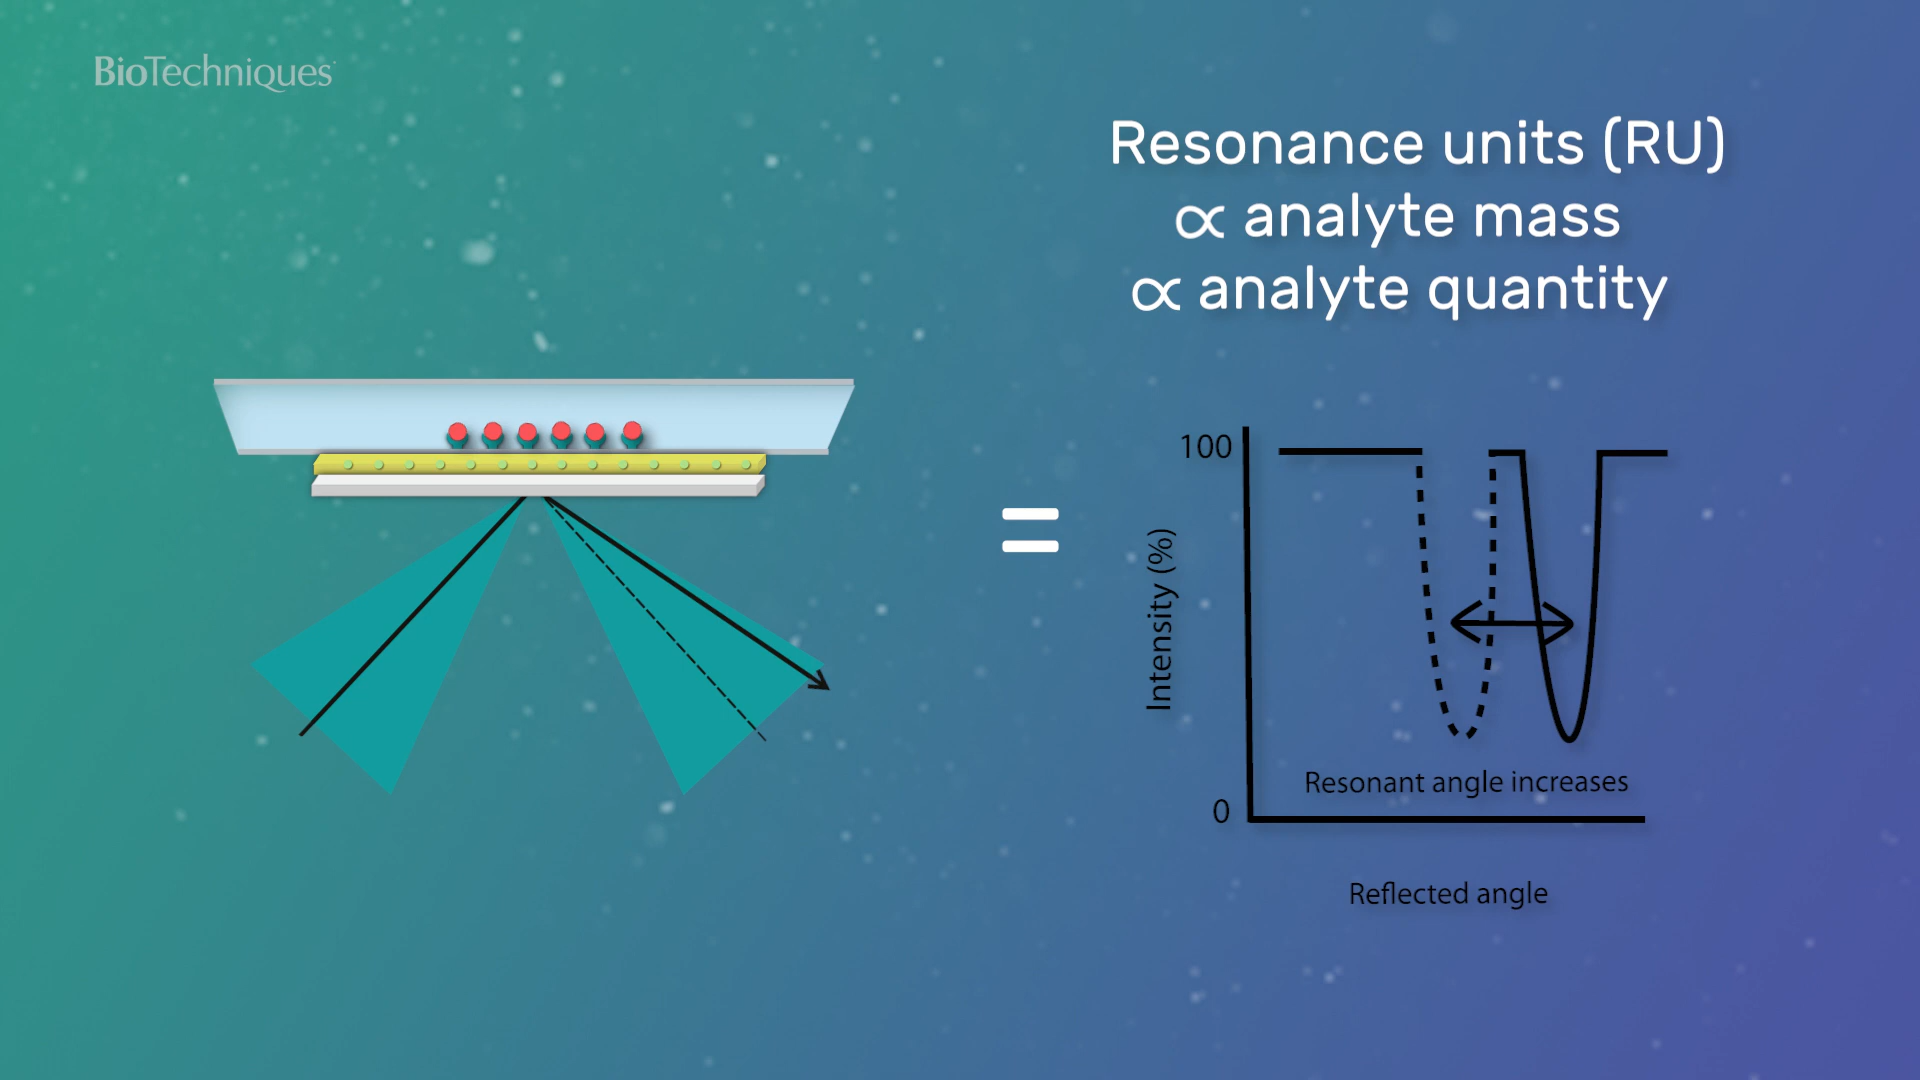 BioTechniques
Resonance units (RU)
∝ analyte mass
∝ analyte quantity
=
100
Intensity (%)
Resonant angle increases
0
Reflected angle